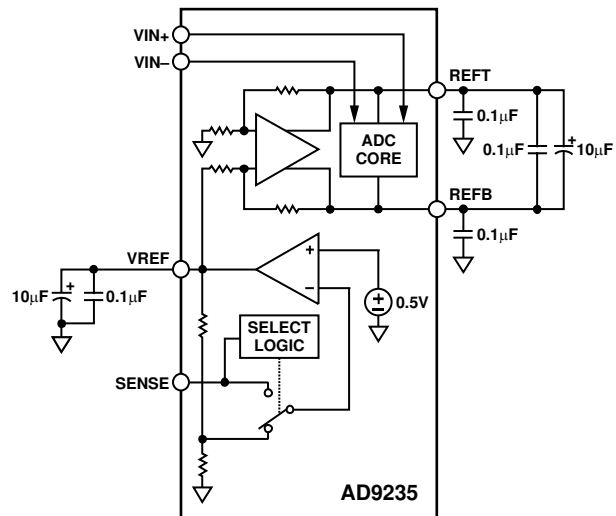 VIN+
VIN–
REFT
0.1μF
ADC
CORE
0.1μF
10μF
+
REFB
0.1μF
VREF
+
–
10μF
+
0.1μF
0.5V
+
–
SELECT
LOGIC
SENSE
AD9235